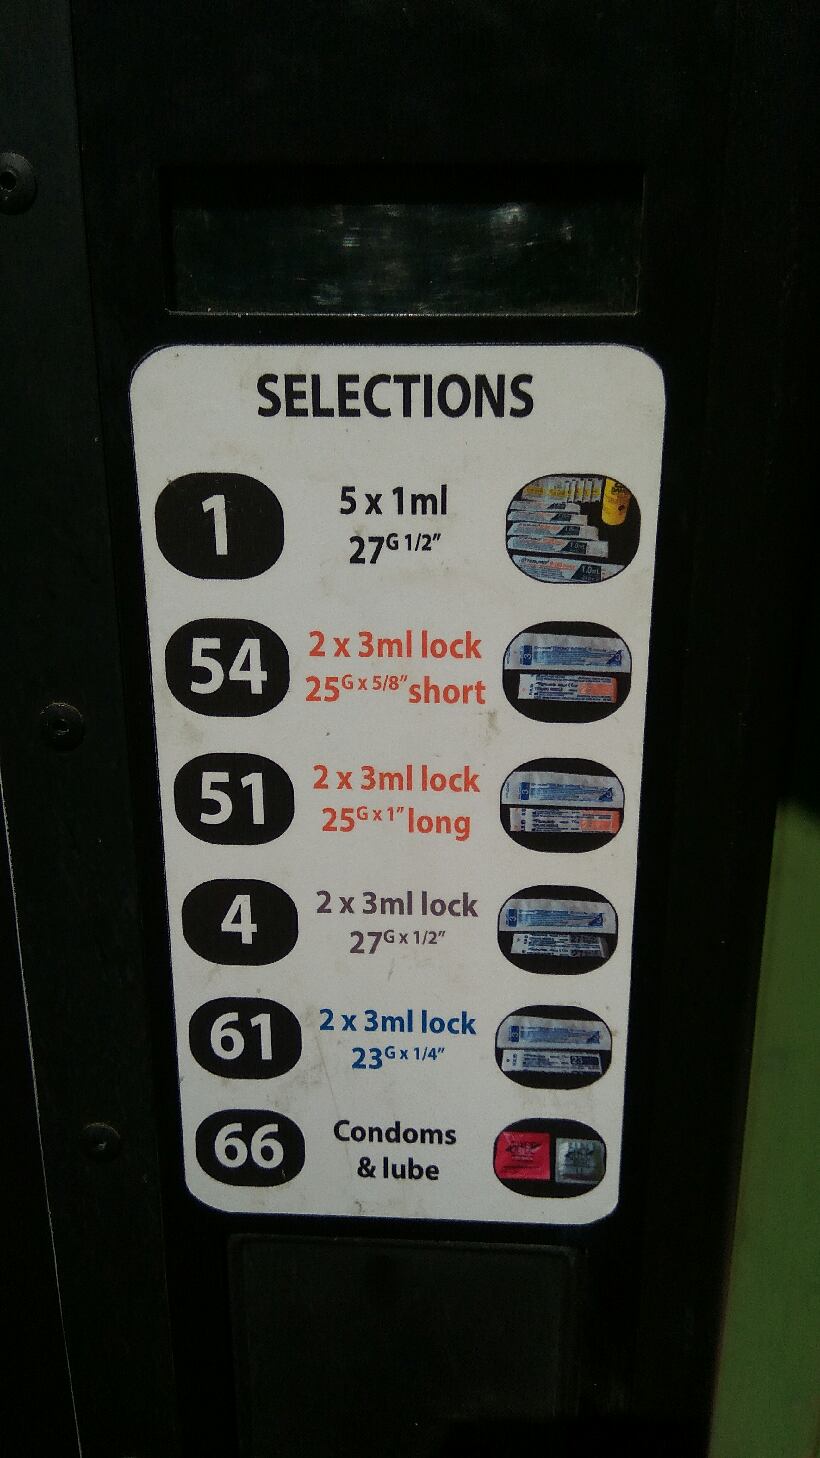 SELECTIONS
1
5 x 1ml
27G 1/2"
54
2 x 3ml lock
25G x 5/8" short
51
2 x 3ml lock
25G x 1" long
4
2 x 3ml lock
27G x 1/2"
61
2 x 3ml lock
23G x 1/4"
66
Condoms
& lube